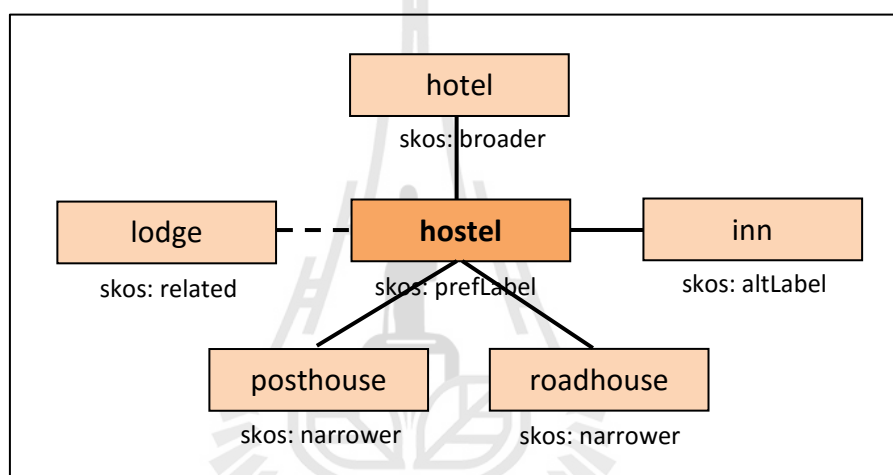 hotel
skos: broader
lodge
hostel
inn
skos: related
skos: prefLabel
skos: altLabel
posthouse
roadhouse
skos: narrower
skos: narrower